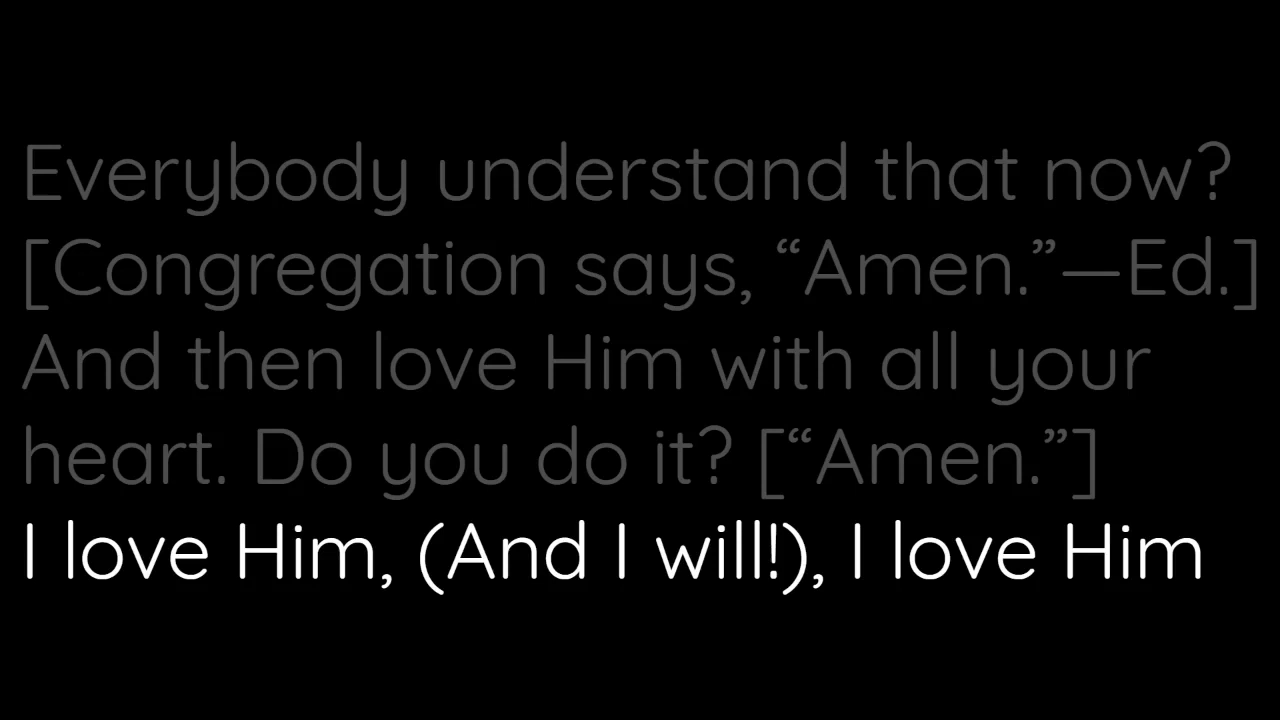 Everybody understand that now?
[Congregation says, “Amen.”—Ed.]
And then love Him with all your
heart. Do you do it? [“Amen.”]
I love Him, (And I will!), I love Him